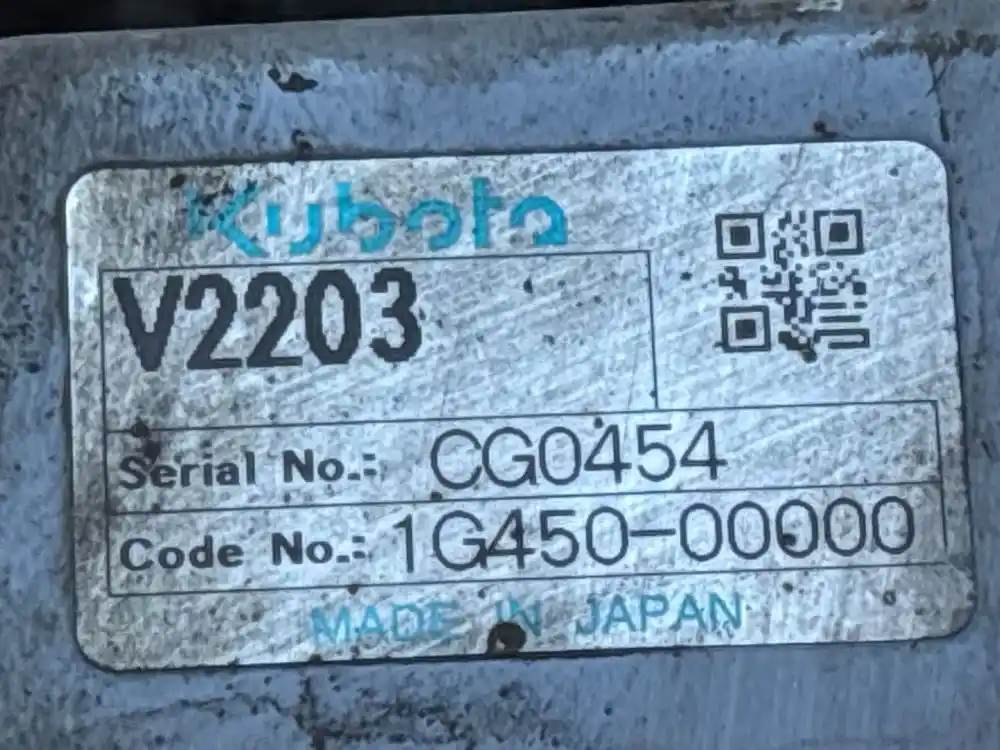 Kubota
V2203
Serial No.: CG0454
Code No.: 1G450-00000
MADE IN JAPAN